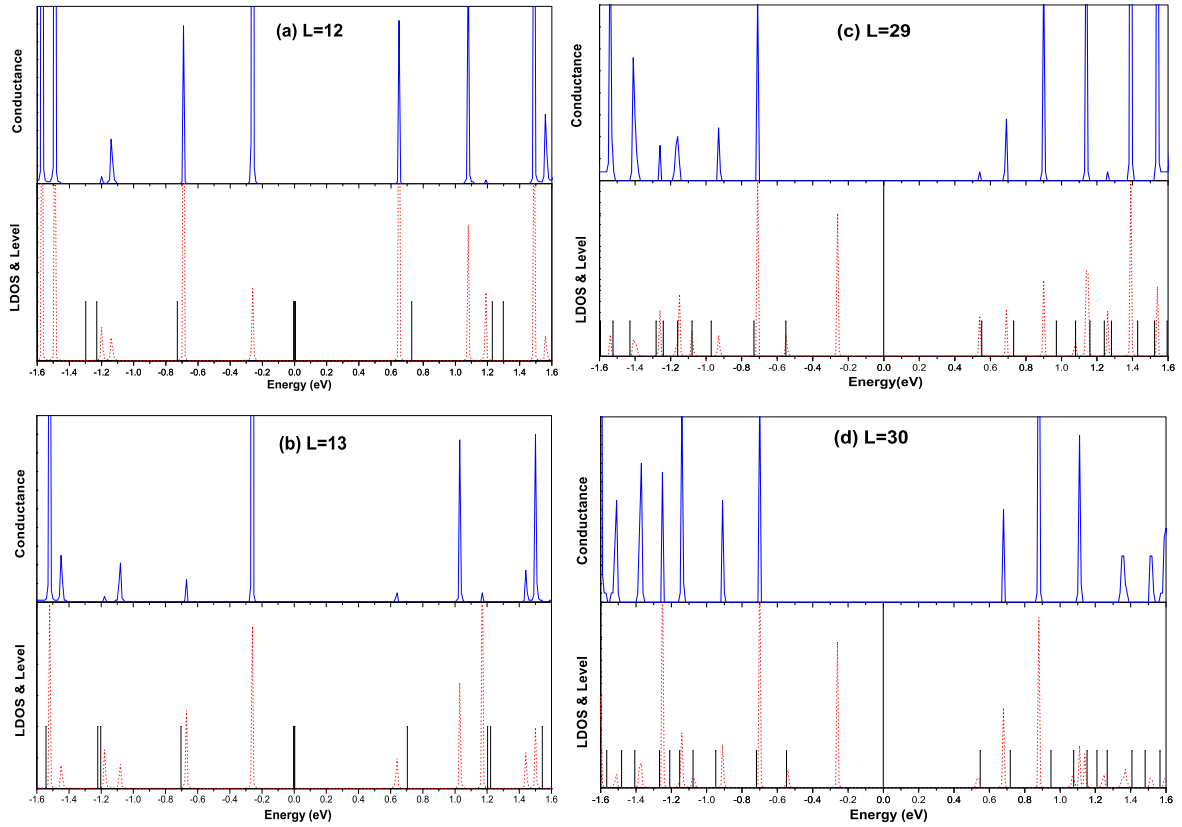 (a) L=12
Conductance
LDOS & Level
-1.6 -1.4 -1.2 -1.0 -0.8 -0.6 -0.4 -0.2 0.0 0.2 0.4 0.6 0.8 1.0 1.2 1.4 1.6
Energy (eV)
(c) L=29
Conductance
LDOS & Level
-1.6 -1.4 -1.2 -1.0 -0.8 -0.6 -0.4 -0.2 0.0 0.2 0.4 0.6 0.8 1.0 1.2 1.4 1.6
Energy(eV)
(b) L=13
Conductance
LDOS & Level
-1.6 -1.4 -1.2 -1.0 -0.8 -0.6 -0.4 -0.2 0.0 0.2 0.4 0.6 0.8 1.0 1.2 1.4 1.6
Energy (eV)
(d) L=30
Conductance
LDOS & Level
-1.6 -1.4 -1.2 -1.0 -0.8 -0.6 -0.4 -0.2 0.0 0.2 0.4 0.6 0.8 1.0 1.2 1.4 1.6
Energy (eV)